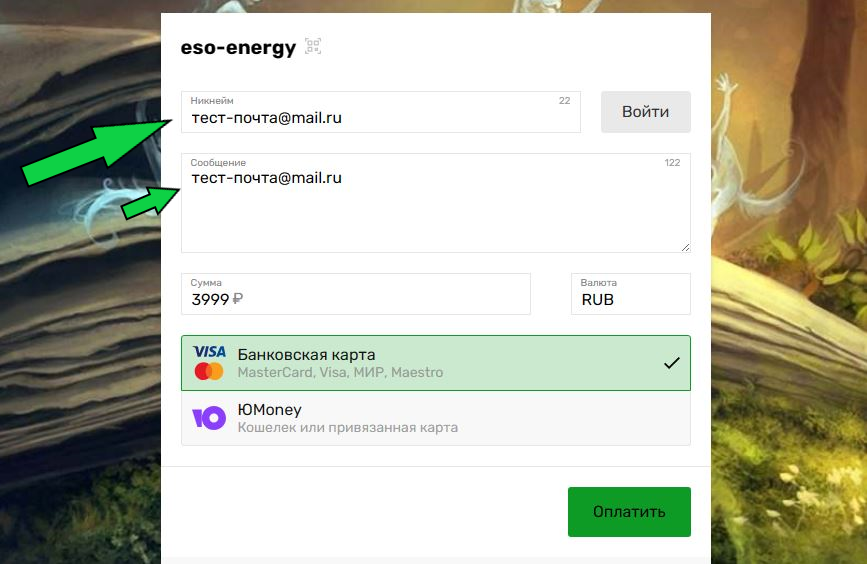 eso-energy
Никнейм 22
тест-почта@mail.ru
Войти
Сообщение 122
тест-почта@mail.ru
Сумма
3999 ₽
Валюта
RUB
VISA
Банковская карта
MasterCard, Visa, МИР, Maestro
ЮMoney
Кошелек или привязанная карта
Оплатить